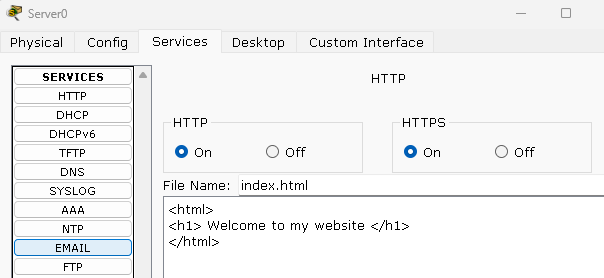 Server0
Physical Config Services Desktop Custom Interface
SERVICES
HTTP
DHCP
DHCPv6
TFTP
DNS
SYSLOG
AAA
NTP
EMAIL
FTP
HTTP
HTTP
On Off
HTTPS
On Off
File Name: index.html
<html>
<h1> Welcome to my website </h1>
</html>